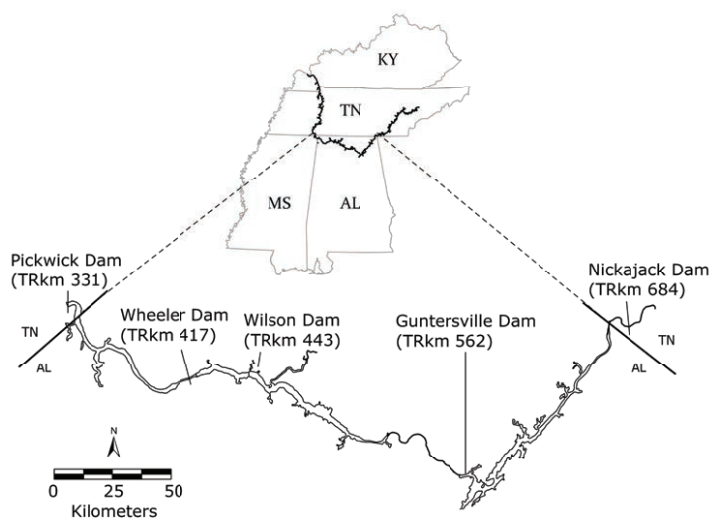 KY
TN
MS
AL
Pickwick Dam
(TRkm 331)
Nickajack Dam
(TRkm 684)
Wheeler Dam
(TRkm 417)
Wilson Dam
(TRkm 443)
Guntersville Dam
(TRkm 562)
TN
AL
TN
AL
N
0 25 50
Kilometers